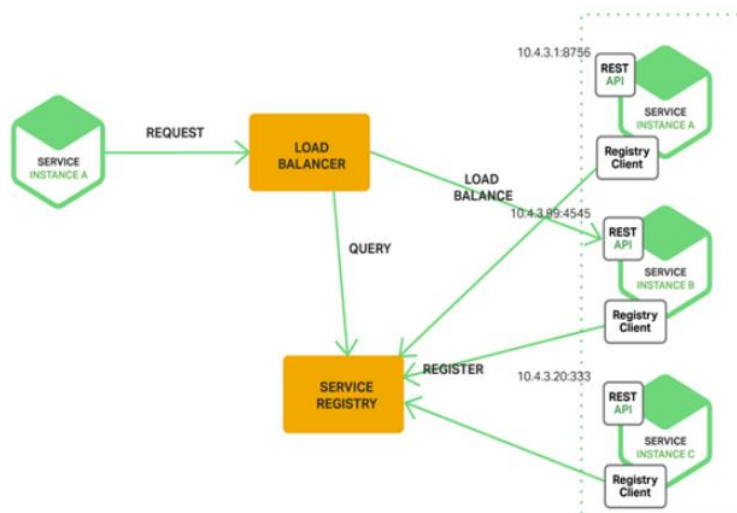 10.4.3.1:8756
REST
API
SERVICE
INSTANCE A
Registry
Client
SERVICE
INSTANCE A
REQUEST
LOAD
BALANCER
LOAD
BALANCE
10.4.3.99:4545
REST
API
SERVICE
INSTANCE B
Registry
Client
QUERY
SERVICE
REGISTRY
REGISTER
10.4.3.20:333
REST
API
SERVICE
INSTANCE C
Registry
Client